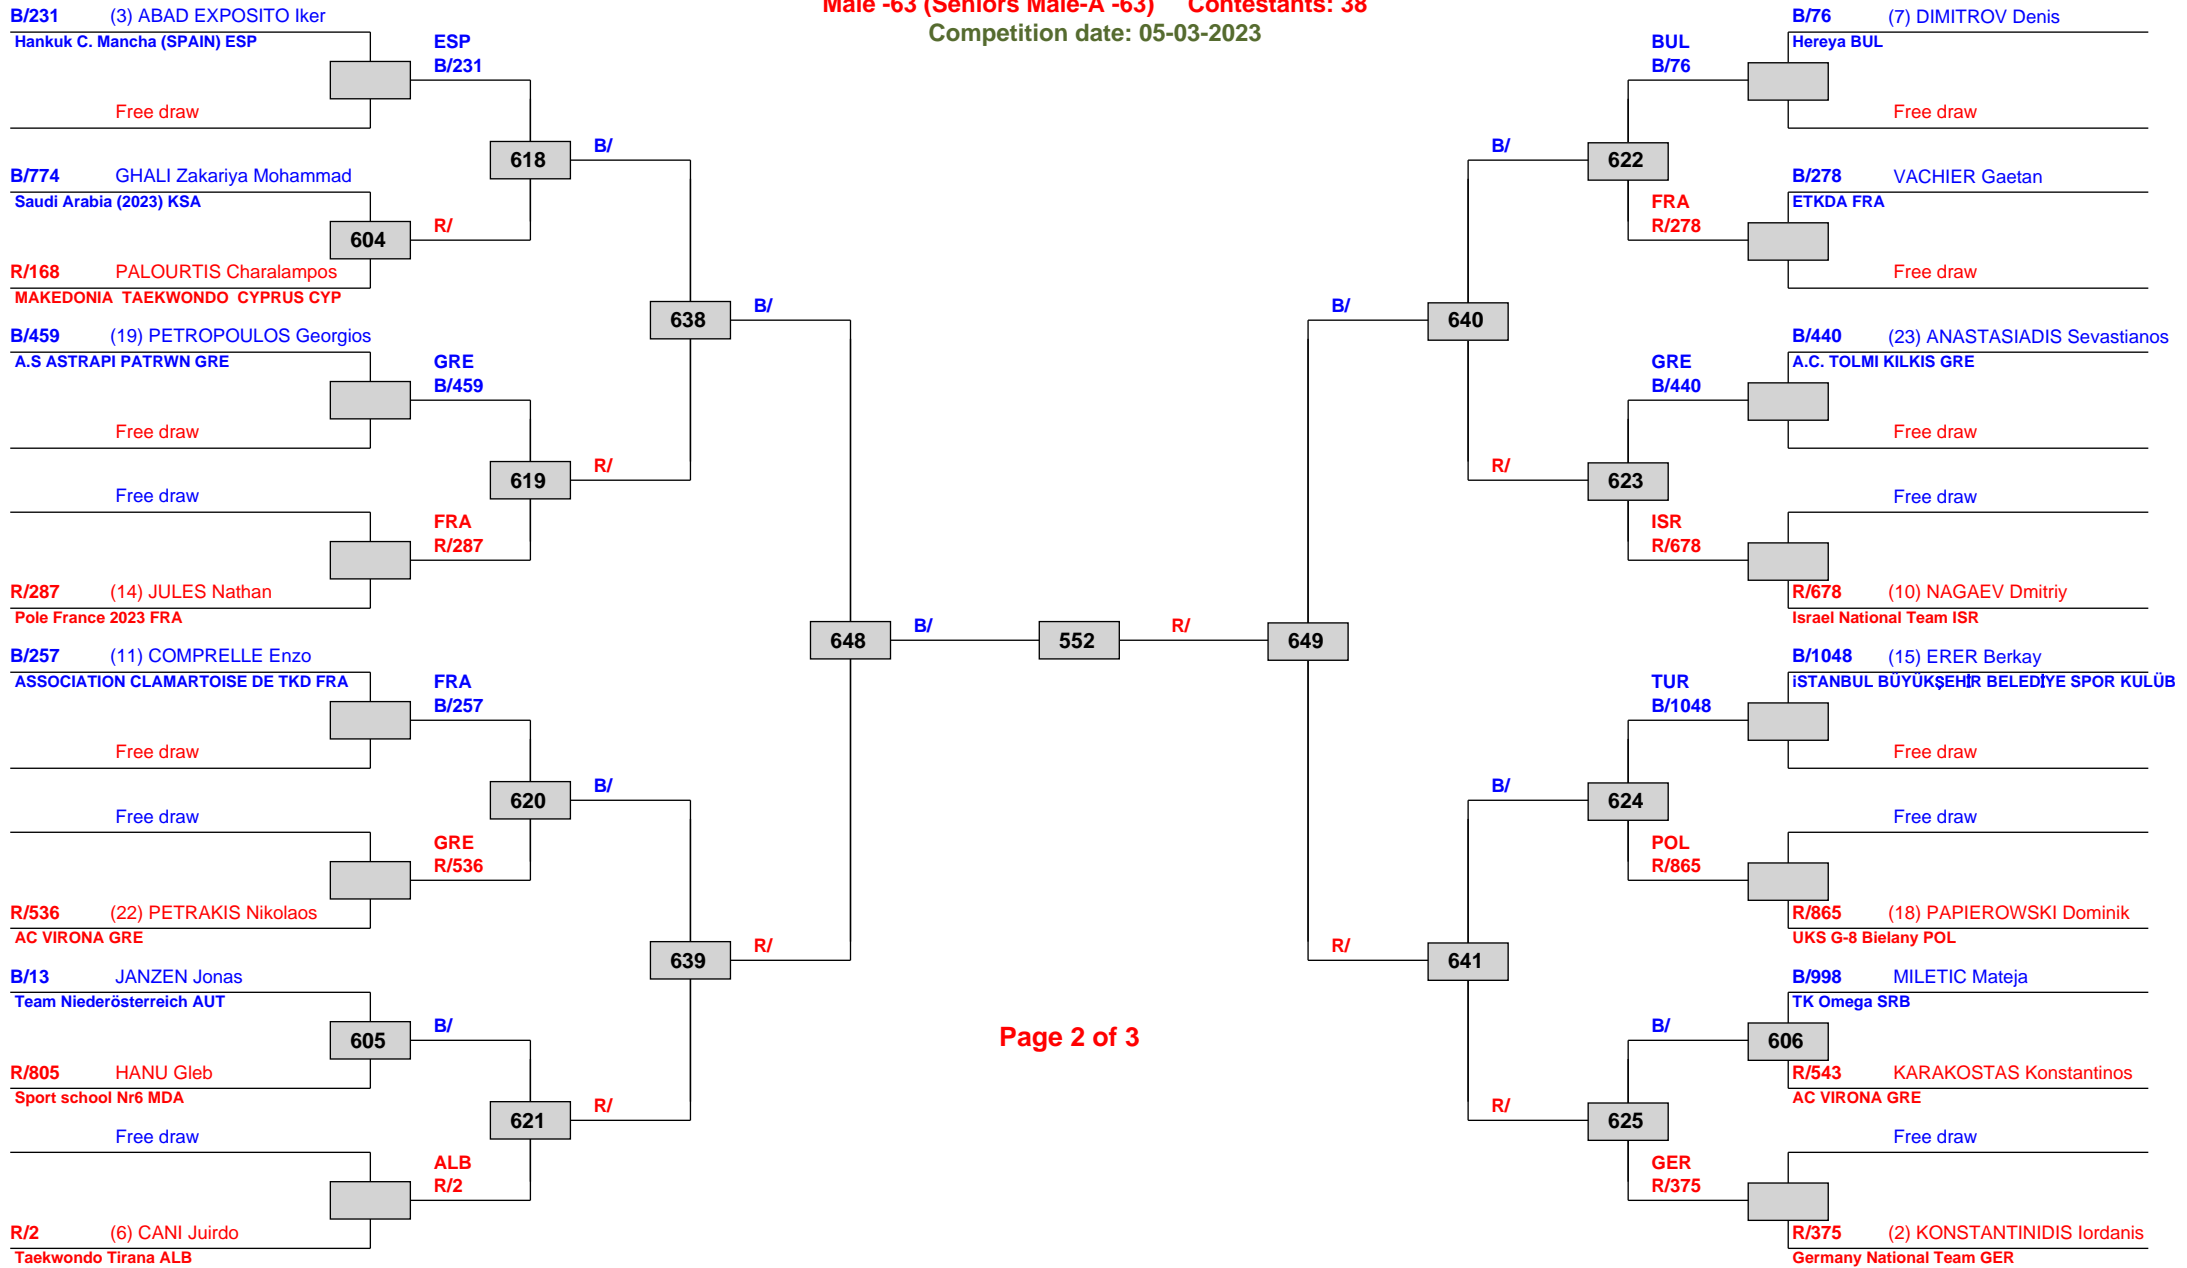 Male -63 (Seniors Male-A -63) Contestants: 38
Competition date: 05-03-2023
B/231 (3) ABAD EXPOSITO Iker
Hankuk C. Mancha (SPAIN) ESP
ESP
B/231
Free draw
618
B/
B/774 GHALI Zakariya Mohammad
Saudi Arabia (2023) KSA
604
R/
R/168 PALOURTIS Charalampos
MAKEDONIA TAEKWONDO CYPRUS CYP
638
B/
B/459 (19) PETROPOULOS Georgios
A.S ASTRAPI PATRWN GRE
GRE
B/459
Free draw
619
R/
Free draw
FRA
R/287
R/287 (14) JULES Nathan
Pole France 2023 FRA
648
B/
552
R/
649
B/257 (11) COMPRELLE Enzo
ASSOCIATION CLAMARTOISE DE TKD FRA
FRA
B/257
Free draw
620
B/
Free draw
GRE
R/536
R/536 (22) PETRAKIS Nikolaos
AC VIRONA GRE
639
R/
B/13 JANZEN Jonas
Team Niederösterreich AUT
605
B/
R/805 HANU Gleb
Sport school Nr6 MDA
621
R/
Free draw
ALB
R/2
R/2 (6) CANI Juirdo
Taekwondo Tirana ALB
Page 2 of 3
B/76 (7) DIMITROV Denis
Hereya BUL
BUL
B/76
Free draw
B/
622
B/278 VACHIER Gaetan
ETKDA FRA
FRA
R/278
Free draw
B/
640
B/440 (23) ANASTASIADIS Sevastianos
A.C. TOLMI KILKIS GRE
GRE
B/440
Free draw
R/
623
Free draw
ISR
R/678
R/678 (10) NAGAEV Dmitriy
Israel National Team ISR
B/1048 (15) ERER Berkay
iSTANBUL BÜYÜKŞEHİR BELEDİYE SPOR KULÜB
TUR
B/1048
Free draw
B/
624
Free draw
POL
R/865
R/865 (18) PAPIEROWSKI Dominik
UKS G-8 Bielany POL
R/
641
B/998 MILETIC Mateja
TK Omega SRB
B/
606
R/543 KARAKOSTAS Konstantinos
AC VIRONA GRE
R/
625
Free draw
GER
R/375
R/375 (2) KONSTANTINIDIS Iordanis
Germany National Team GER